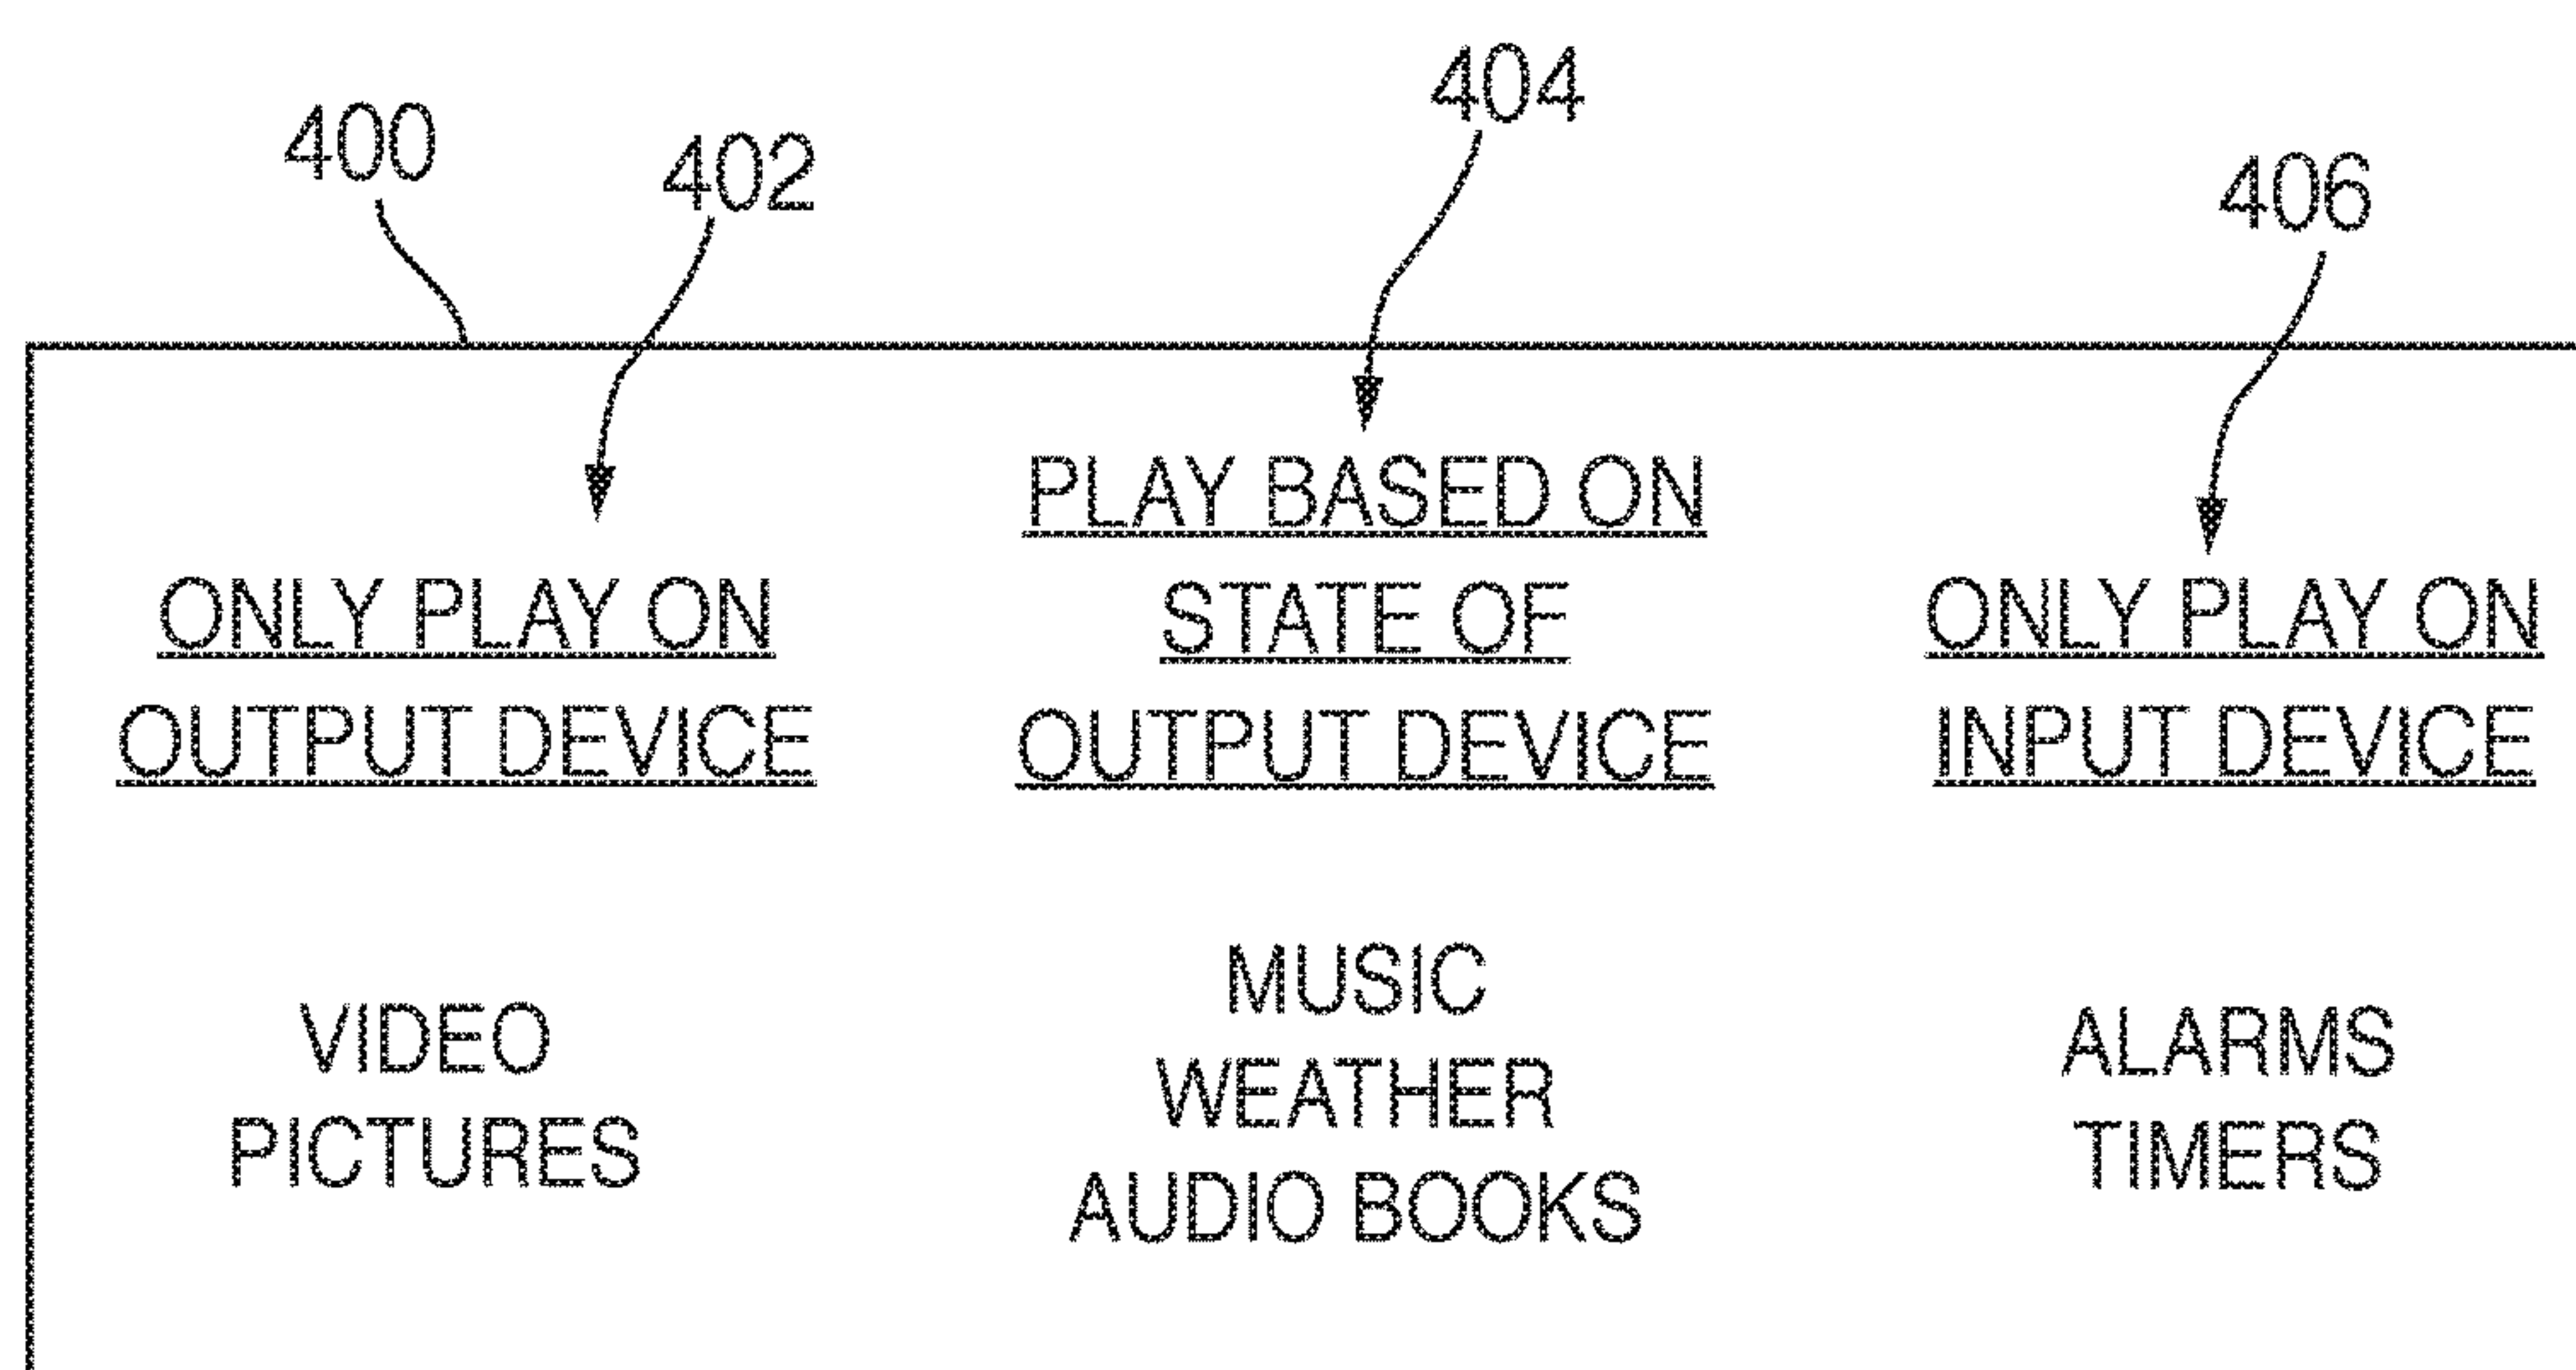 400
402
404
406
ONLY PLAY ON
OUTPUT DEVICE
VIDEO
PICTURES
PLAY BASED ON
STATE OF
OUTPUT DEVICE
MUSIC
WEATHER
AUDIO BOOKS
ONLY PLAY ON
INPUT DEVICE
ALARMS
TIMERS